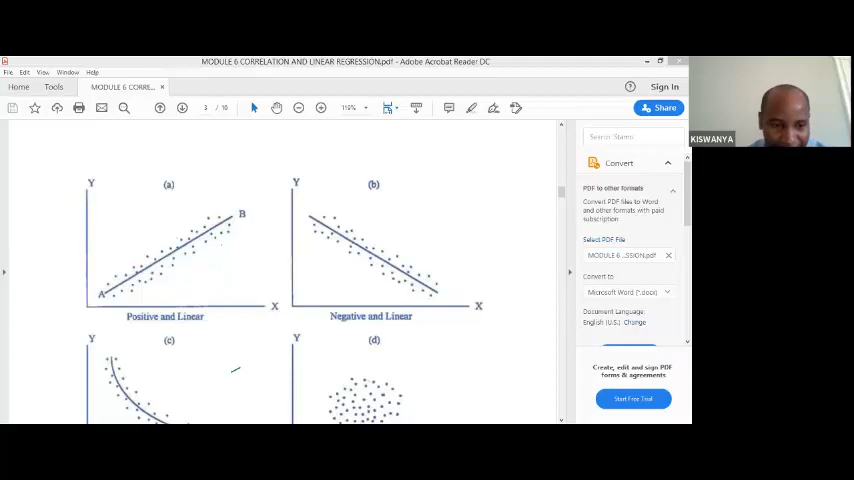 MODULE 6 CORRELATION AND LINEAR REGRESSION.pdf - Adobe Acrobat Reader DC
File Edit View Window Help
Home Tools MODULE 6 CORRE... × Sign In
3 / 10 119% Share
KISWANYA
Convert
PDF to other formats
Convert PDF files to Word
and other formats with paid
subscription
Select PDF File
MODULE 6 ...SSION.pdf ×
Convert to
Microsoft Word (*.docx)
Document Language:
English (U.S.) Change
Create, edit and sign PDF
forms & agreements
Start Free Trial
Y (a) Y (b)
B
A
X X
Positive and Linear Negative and Linear
Y (c) Y (d)